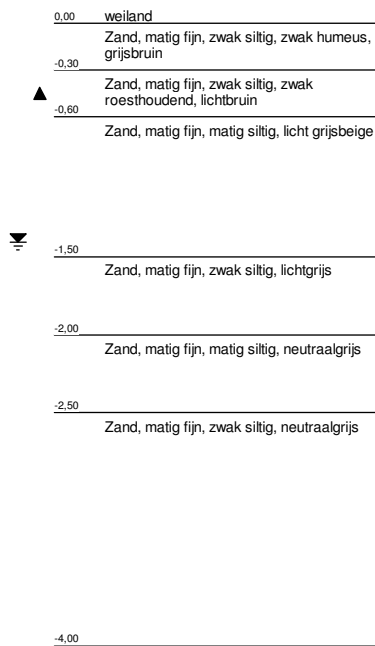 0,00 weiland
Zand, matig fijn, zwak siltig, zwak humeus,
grijsbruin
-0,30
Zand, matig fijn, zwak siltig, zwak
roesthoudend, lichtbruin
-0,60
Zand, matig fijn, matig siltig, licht grijsbeige
-1,50
Zand, matig fijn, zwak siltig, lichtgrijs
-2,00
Zand, matig fijn, matig siltig, neutraalgrijs
-2,50
Zand, matig fijn, zwak siltig, neutraalgrijs
-4,00